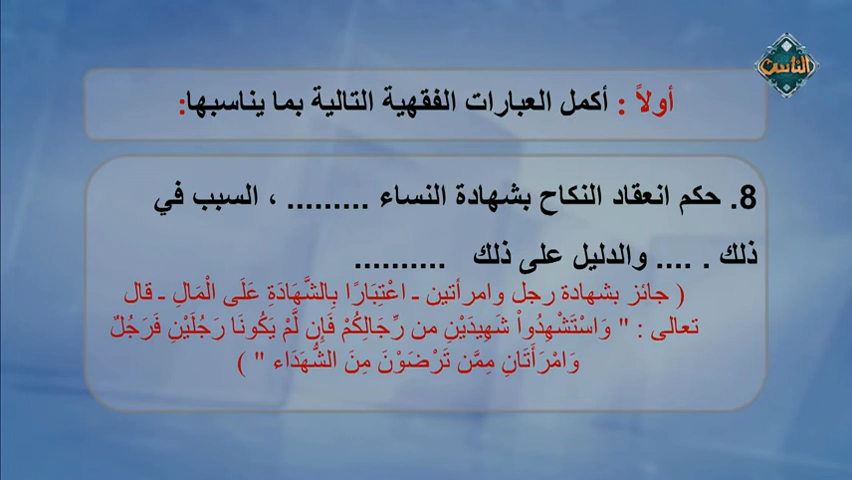 الناس
أولاً : أكمل العبارات الفقهية التالية بما يناسبها:
8. حكم انعقاد النكاح بشهادة النساء ......... ، السبب في
ذلك . .... والدليل على ذلك ..........
( جائز بشهادة رجل وامرأتين ـ اعْتِبَارًا بِالشَّهَادَةِ عَلَى الْمَالِ ـ قال
تعالى : " وَاسْتَشْهِدُواْ شَهِيدَيْنِ من رِّجَالِكُمْ فَإِن لَّمْ يَكُونَا رَجُلَيْنِ فَرَجُلٌ
وَامْرَأَتَانِ مِمَّن تَرْضَوْنَ مِنَ الشُّهَدَاء " )